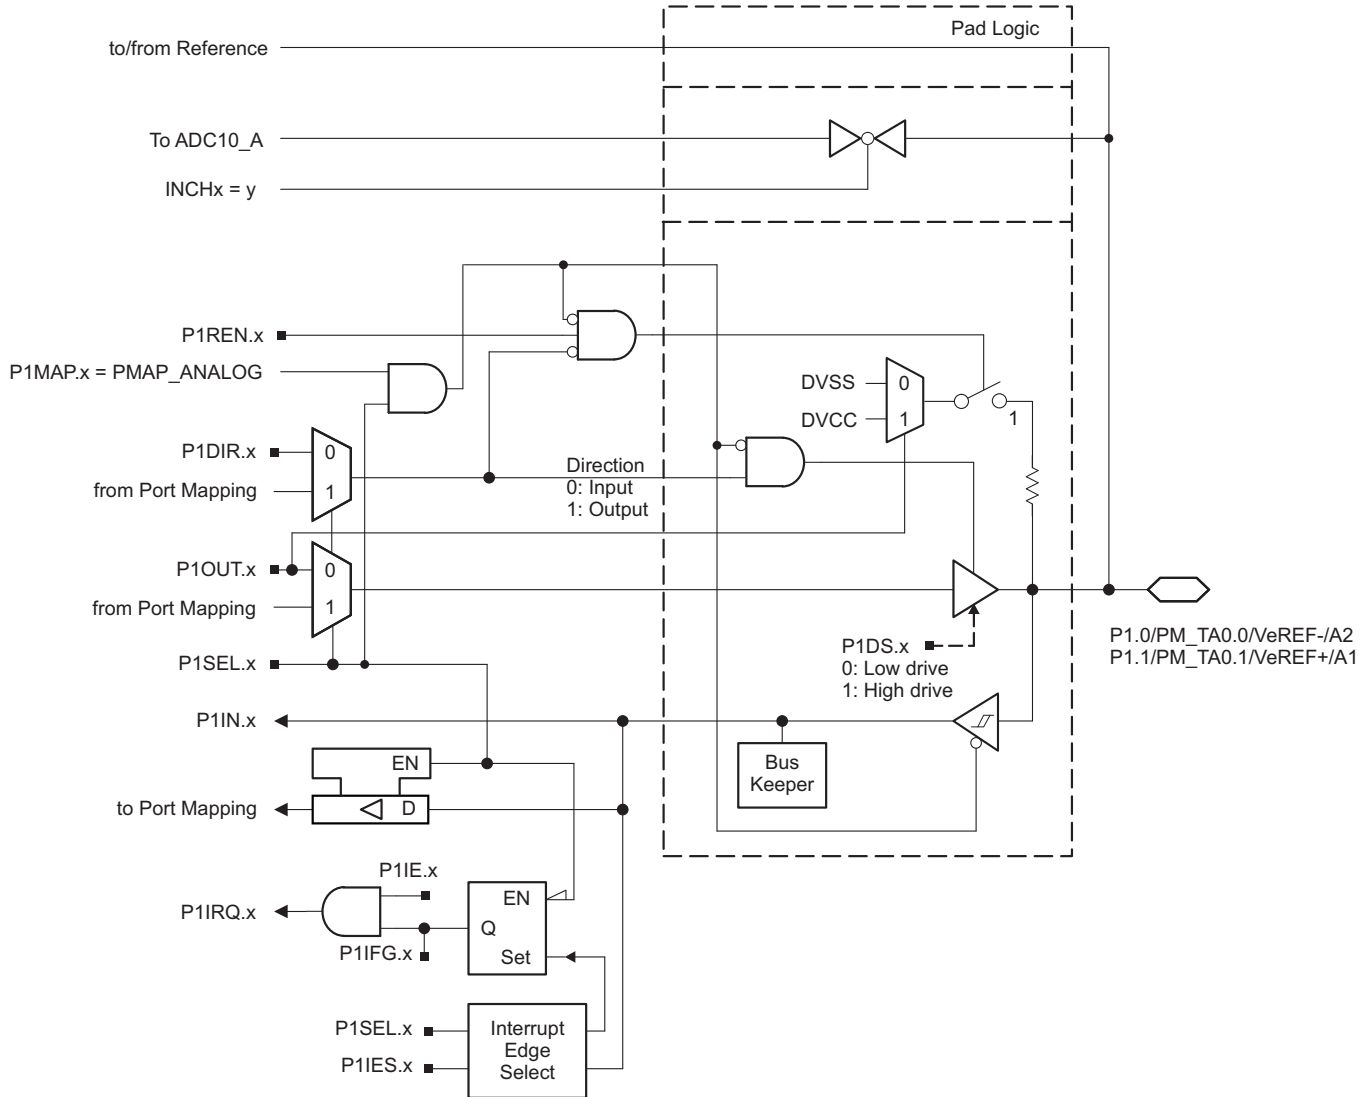 Pad Logic
to/from Reference
To ADC10_A
INCHx = y
P1REN.x
P1MAP.x = PMAP_ANALOG
DVSS
0
DVCC
1
1
P1DIR.x
0
from Port Mapping
1
Direction
0: Input
1: Output
P1OUT.x
0
from Port Mapping
1
P1SEL.x
P1DS.x
0: Low drive
1: High drive
P1.0/PM_TA0.0/VeREF-/A2
P1.1/PM_TA0.1/VeREF+/A1
P1IN.x
Bus
Keeper
EN
to Port Mapping
D
P1IE.x
EN
P1IRQ.x
Q
P1IFG.x
Set
P1SEL.x
P1IES.x
Interrupt
Edge
Select